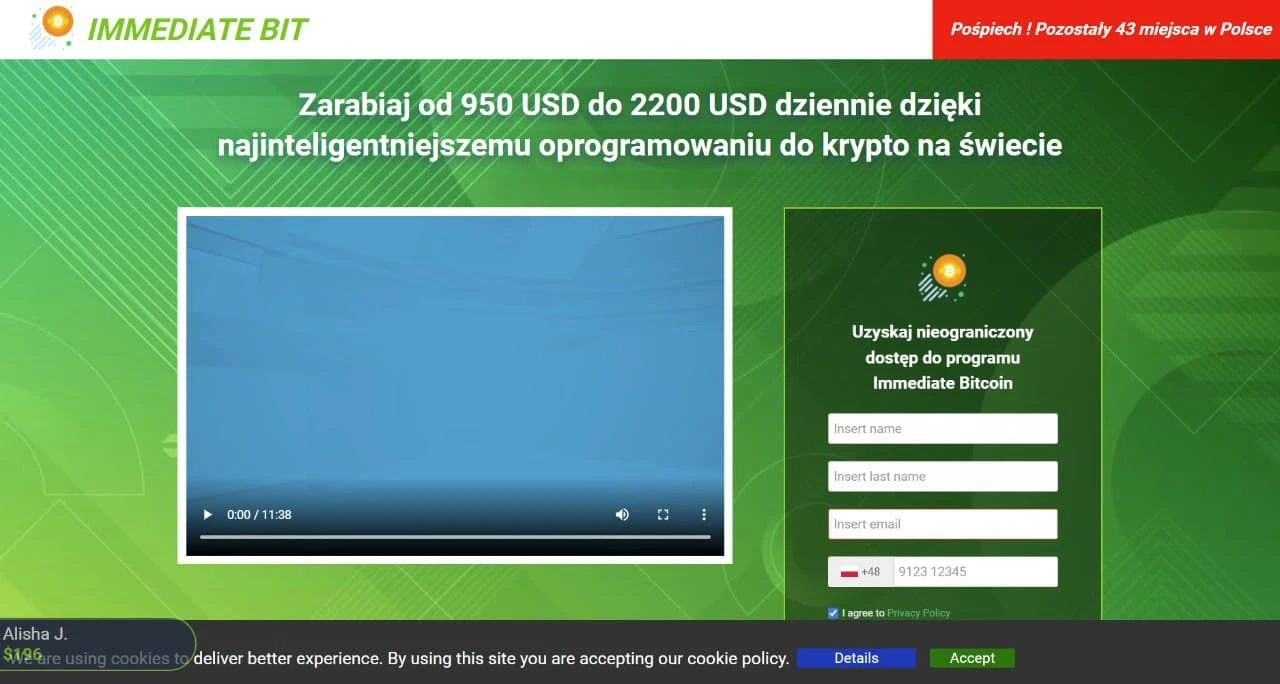 IMMEDIATE BIT
Pośpiech ! Pozostały 43 miejsca w Polsce
Zarabiaj od 950 USD do 2200 USD dziennie dzięki
najinteligentniejszemu oprogramowaniu do krypto na świecie
Uzyskaj nieograniczony
dostęp do programu
Immediate Bitcoin
Insert name
Insert last name
Insert email
+48 9123 12345
I agree to Privacy Policy
0:00 / 11:38
Alisha J.
$196
We are using cookies to deliver better experience. By using this site you are accepting our cookie policy.
Details
Accept